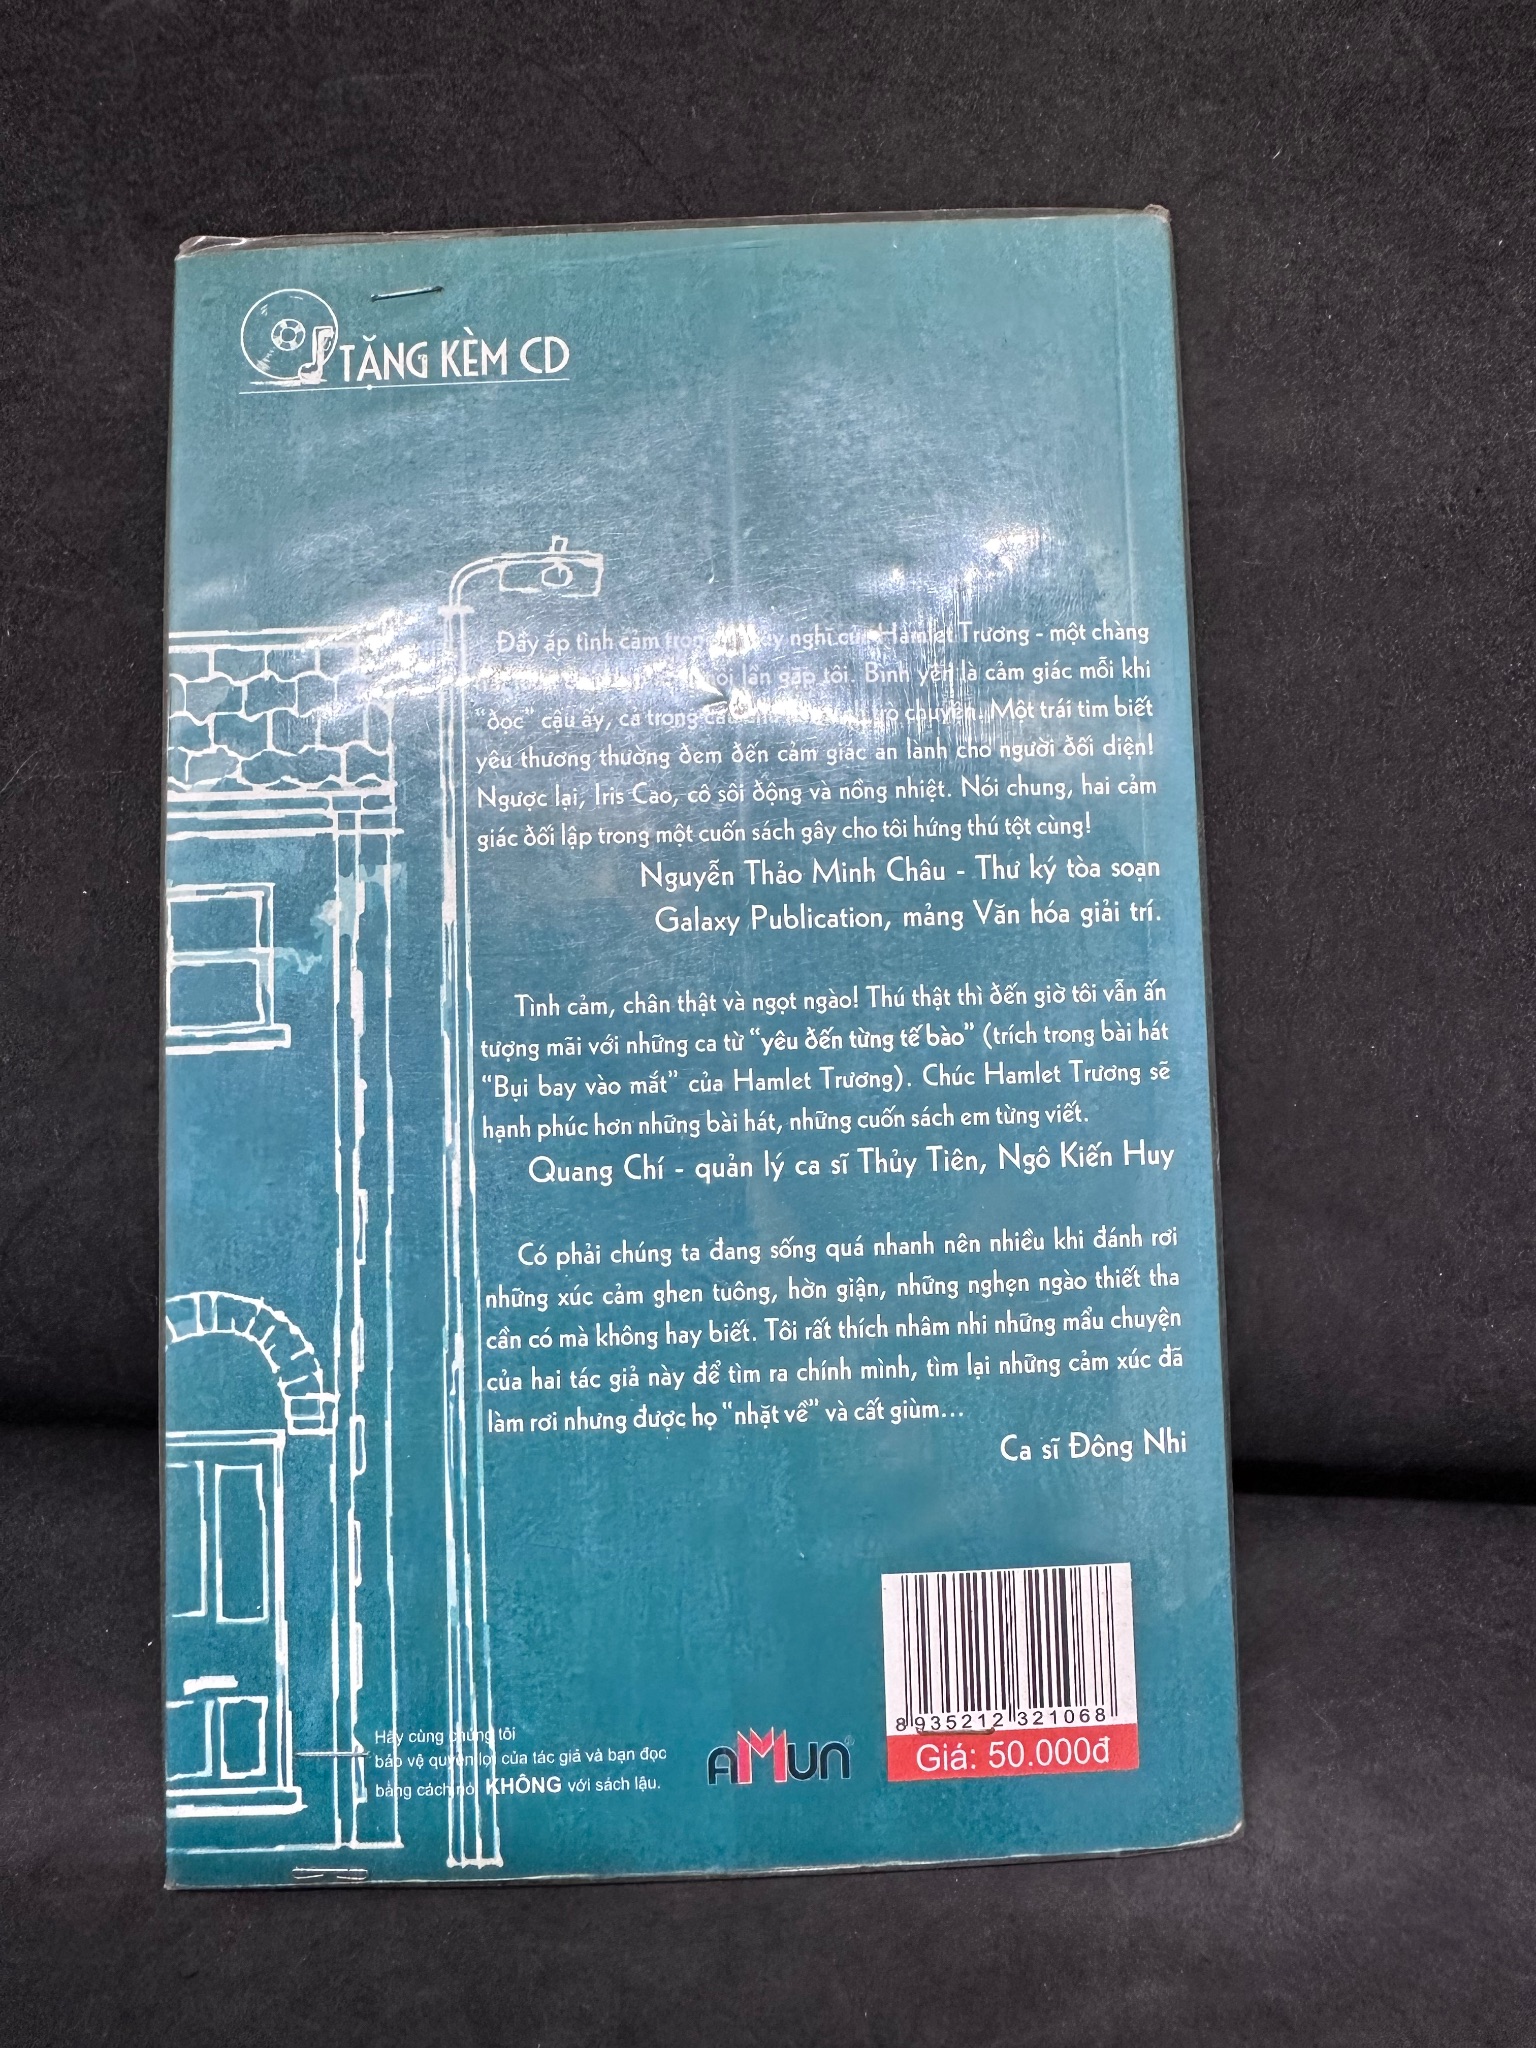 TẶNG KÈM CD
Đầy ắp tình cảm trong nghĩ của Hamlet Trương - một chàng
lần gặp tôi. Bình yên là cảm giác mỗi khi
“đọc” cậu ấy, cả trong chuyện. Một trái tim biết
yêu thương thường đem đến cảm giác an lành cho người đối diện!
Ngược lại, Iris Cao, cô sôi động và nồng nhiệt. Nói chung, hai cảm
giác đối lập trong một cuốn sách gây cho tôi hứng thú tột cùng!
Nguyễn Thảo Minh Châu - Thư ký tòa soạn
Galaxy Publication, mảng Văn hóa giải trí.
Tình cảm, chân thật và ngọt ngào! Thú thật thì đến giờ tôi vẫn ấn
tượng mãi với những ca từ “yêu đến từng tế bào” (trích trong bài hát
“Bụi bay vào mắt” của Hamlet Trương). Chúc Hamlet Trương sẽ
hạnh phúc hơn những bài hát, những cuốn sách em từng viết.
Quang Chí - quản lý ca sĩ Thủy Tiên, Ngô Kiến Huy
Có phải chúng ta đang sống quá nhanh nên nhiều khi đánh rơi
những xúc cảm ghen tuông, hờn giận, những nghẹn ngào thiết tha
cần có mà không hay biết. Tôi rất thích nhâm nhi những mẩu chuyện
của hai tác giả này để tìm ra chính mình, tìm lại những cảm xúc đã
làm rơi nhưng được họ “nhặt về” và cất giùm...
Ca sĩ Đông Nhi
8 935212 321068
Giá: 50.000đ
Hãy cùng chúng tôi
bảo vệ quyền lợi của tác giả và bạn đọc
bằng cách nói KHÔNG với sách lậu.
AMUN